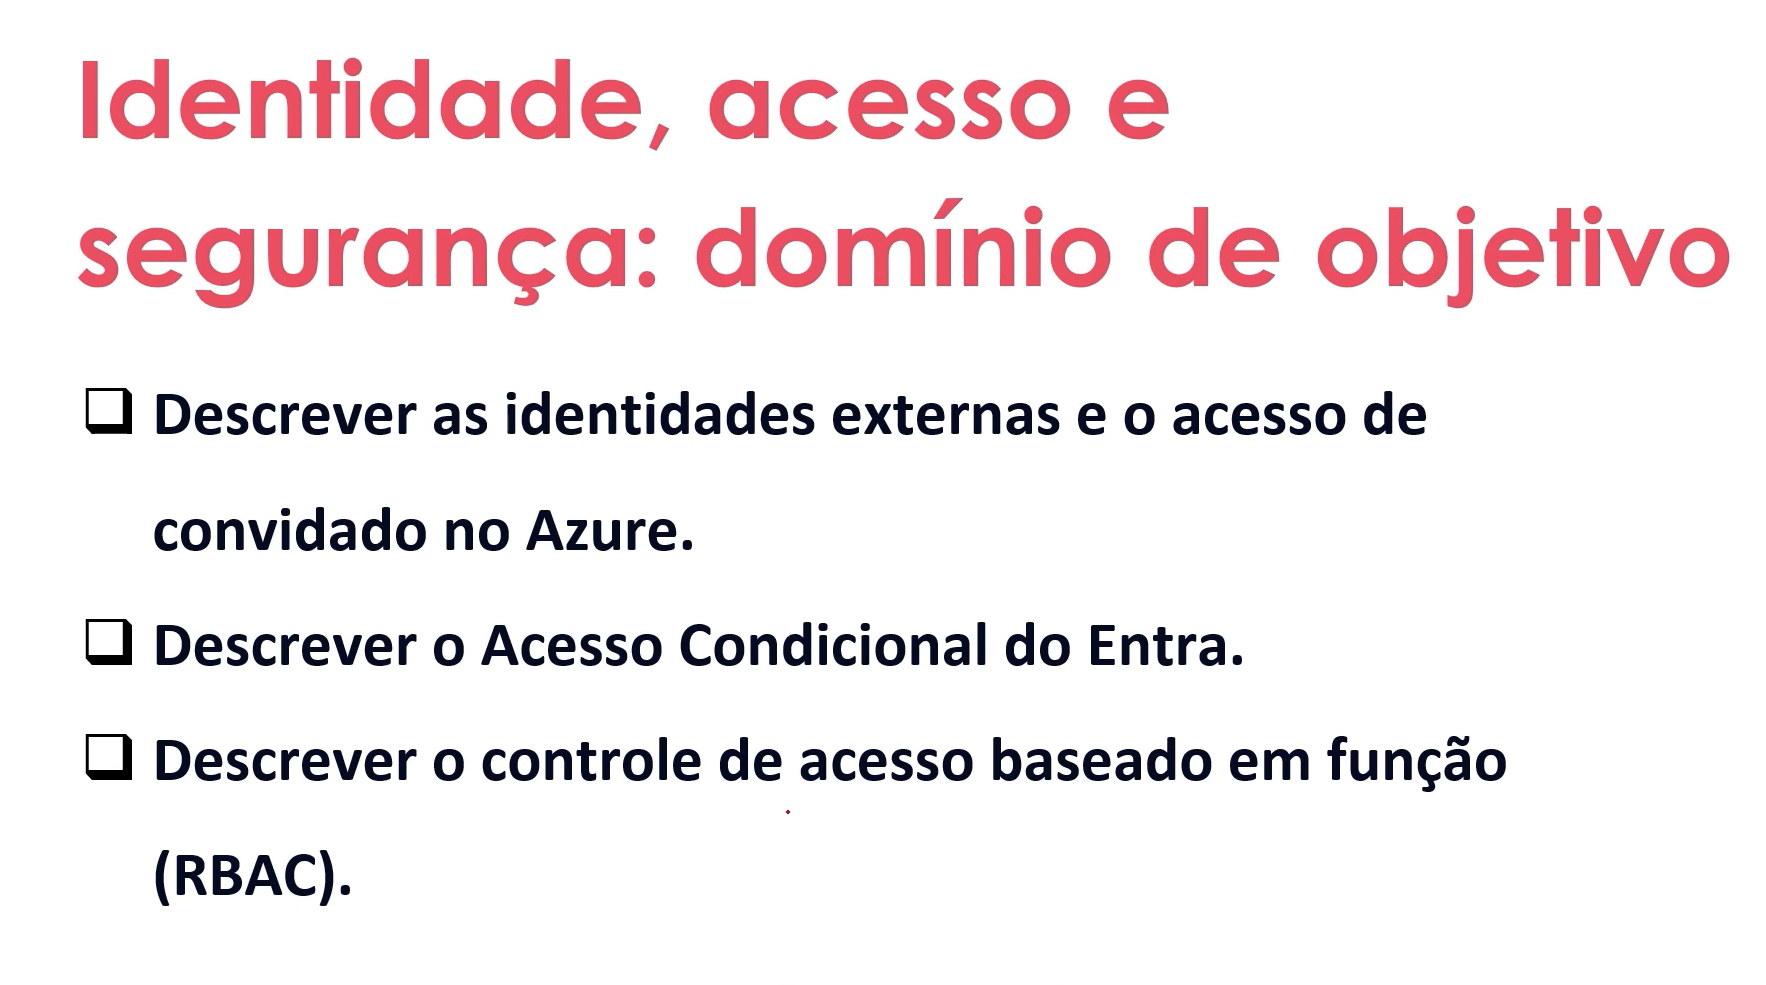 Identidade, acesso e
segurança: domínio de objetivo
Descrever as identidades externas e o acesso de
convidado no Azure.
Descrever o Acesso Condicional do Entra.
Descrever o controle de acesso baseado em função
(RBAC).